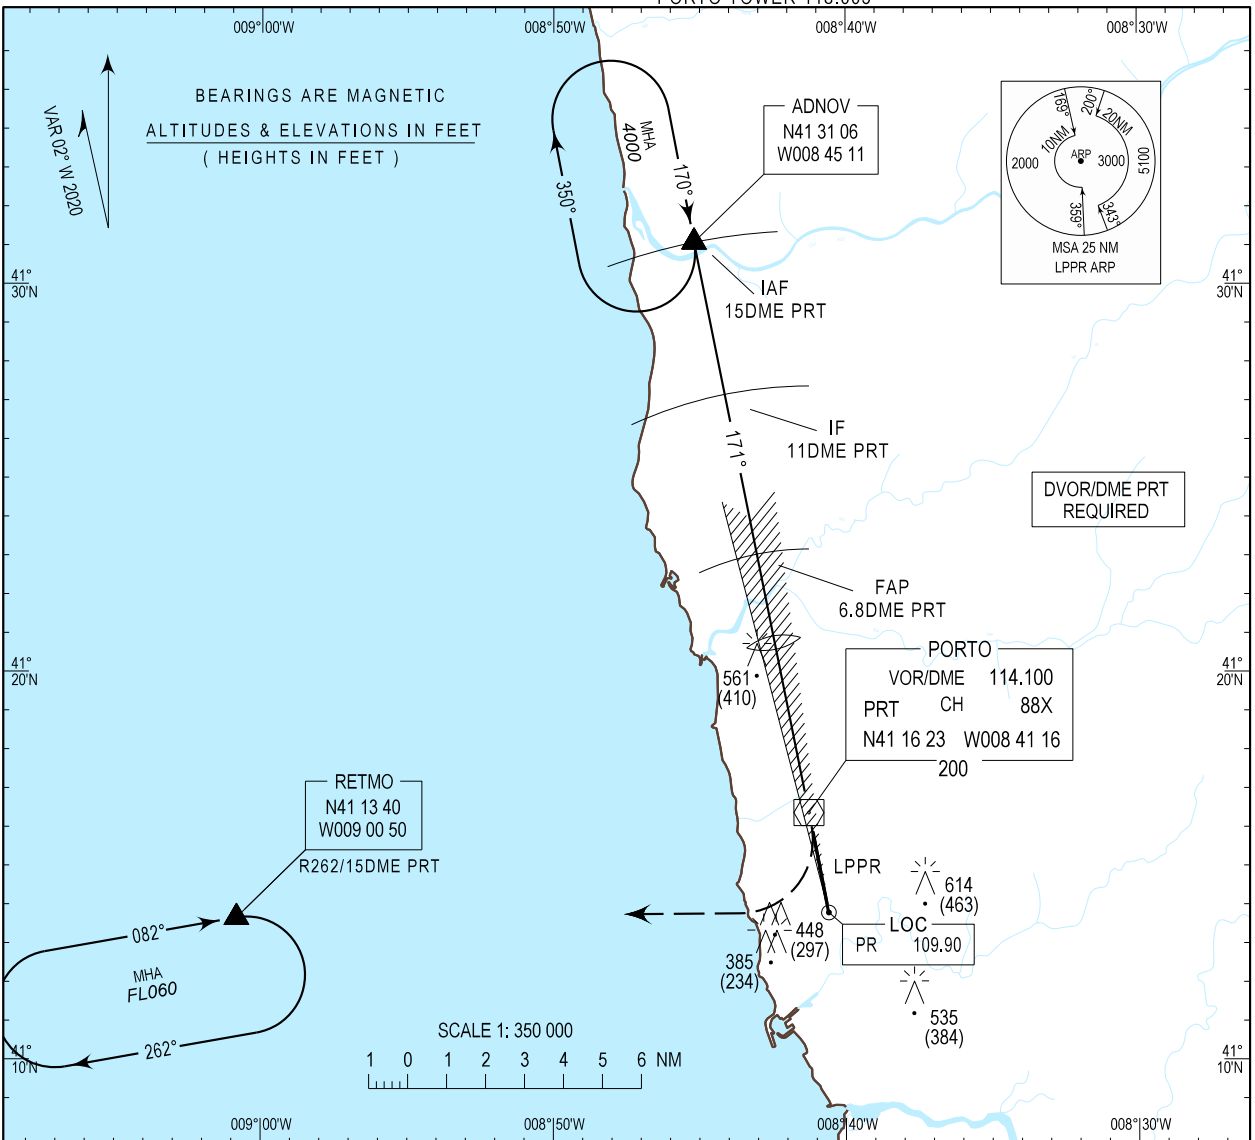 009°00'W
008°50'W
008°40'W
008°30'W
BEARINGS ARE MAGNETIC
ALTITUDES & ELEVATIONS IN FEET
( HEIGHTS IN FEET )
VAR 02° W 2020
MHA
4000
350°
170°
ADNOV
N41 31 06
W008 45 11
169°
200°
20NM
10NM
ARP
2000
3000
5100
359°
343°
MSA 25 NM
LPPR ARP
41°
30'N
41°
30'N
IAF
15DME PRT
IF
11DME PRT
171°
DVOR/DME PRT
REQUIRED
FAP
6.8DME PRT
41°
20'N
41°
20'N
561
(410)
PORTO
VOR/DME 114.100
PRT CH 88X
N41 16 23 W008 41 16
200
RETMO
N41 13 40
W009 00 50
R262/15DME PRT
LPPR
614
(463)
LOC
PR 109.90
448
(297)
385
(234)
535
(384)
082°
MHA
FL060
262°
SCALE 1: 350 000
1 0 1 2 3 4 5 6 NM
41°
10'N
41°
10'N
009°00'W
008°50'W
008°40'W
008°30'W